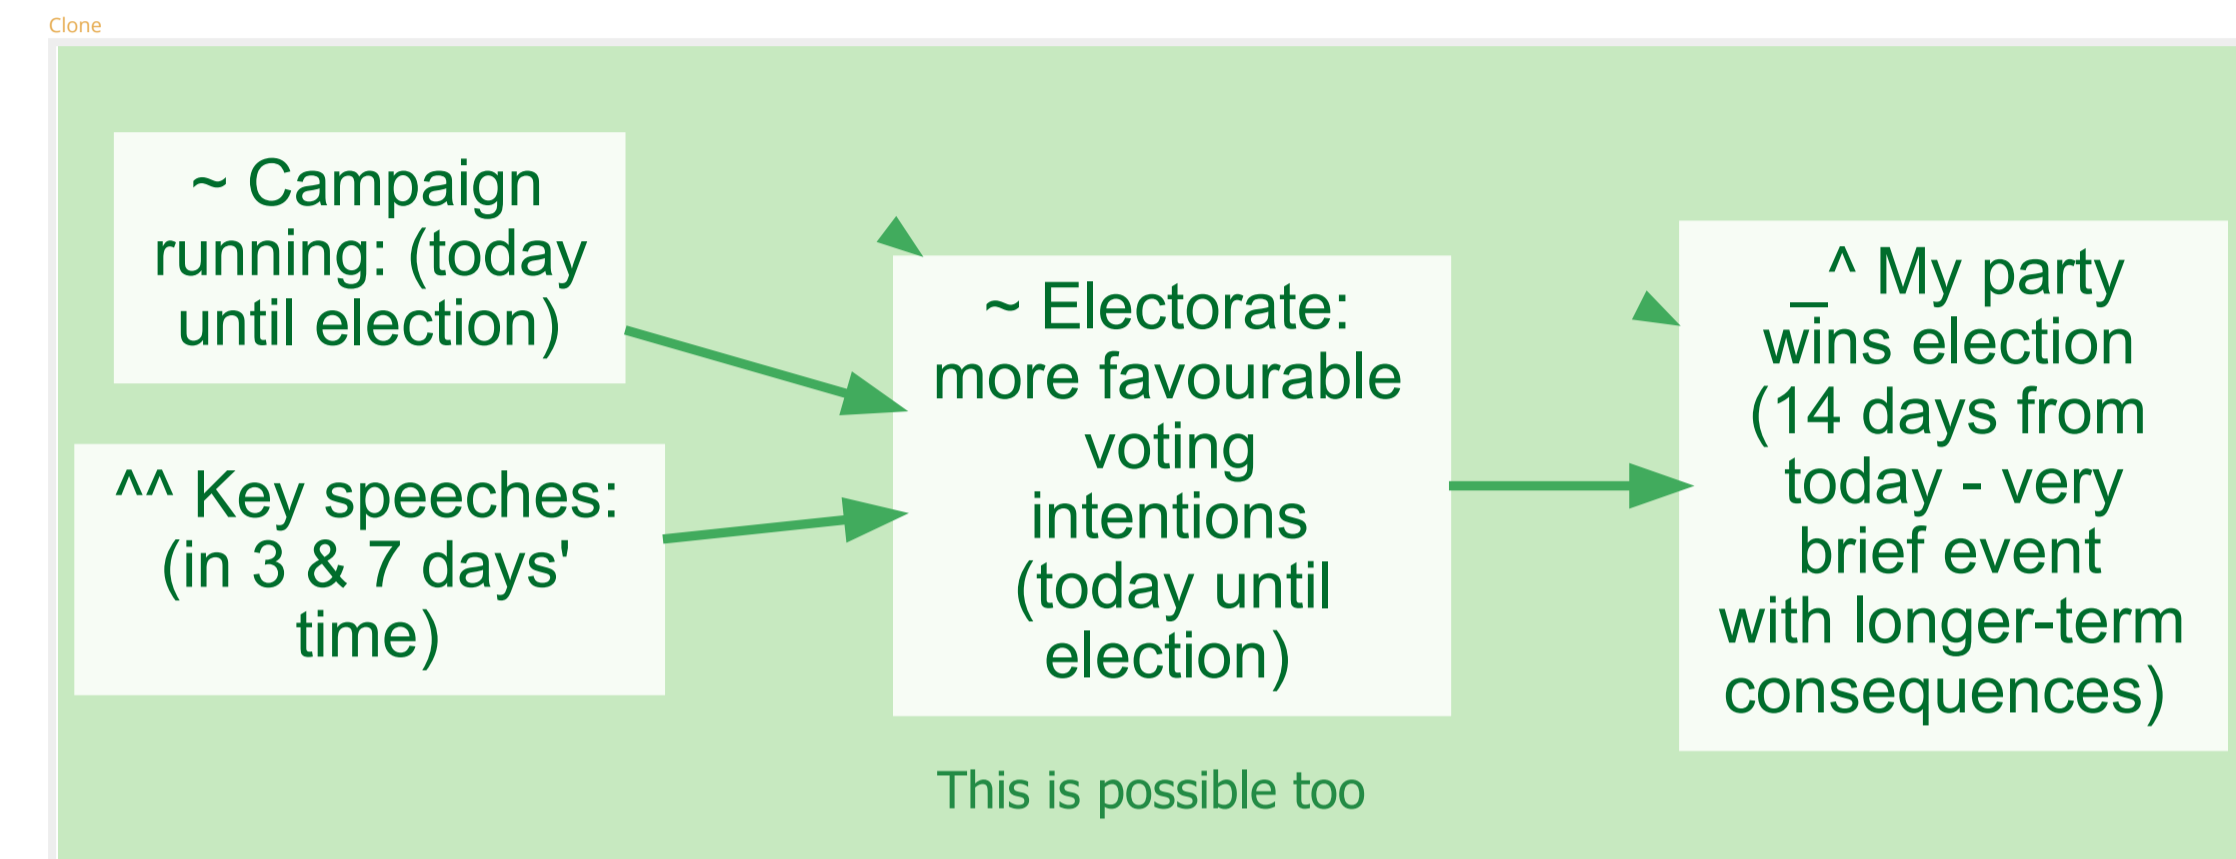 Clone
~ Campaign
running: (today
until election)
^^ Key speeches:
(in 3 & 7 days'
time)
~ Electorate:
more favourable
voting
intentions
(today until
election)
_^ My party
wins election
(14 days from
today - very
brief event
with longer-term
consequences)
This is possible too